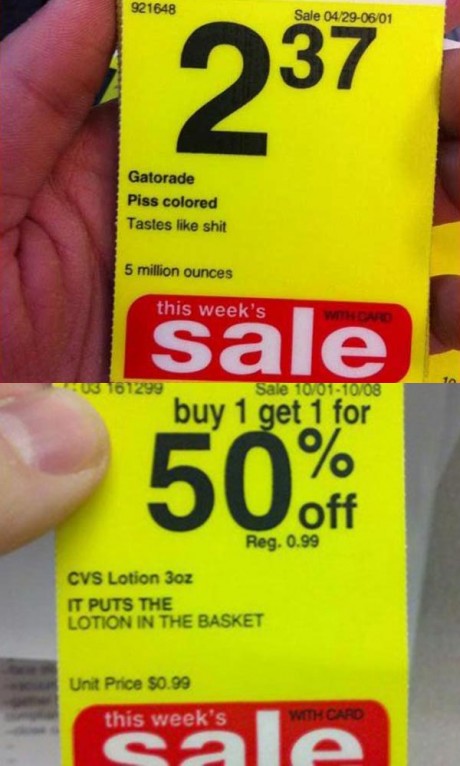 921648
Sale 04/29-06/01
2 37
Gatorade
Piss colored
Tastes like shit
5 million ounces
this week's
WITH CARD
sale
03 161299
Sale 10/01-10/08
buy 1 get 1 for
50% off
Reg. 0.99
CVS Lotion 3oz
IT PUTS THE
LOTION IN THE BASKET
Unit Price $0.99
this week's
WITH CARD
sale